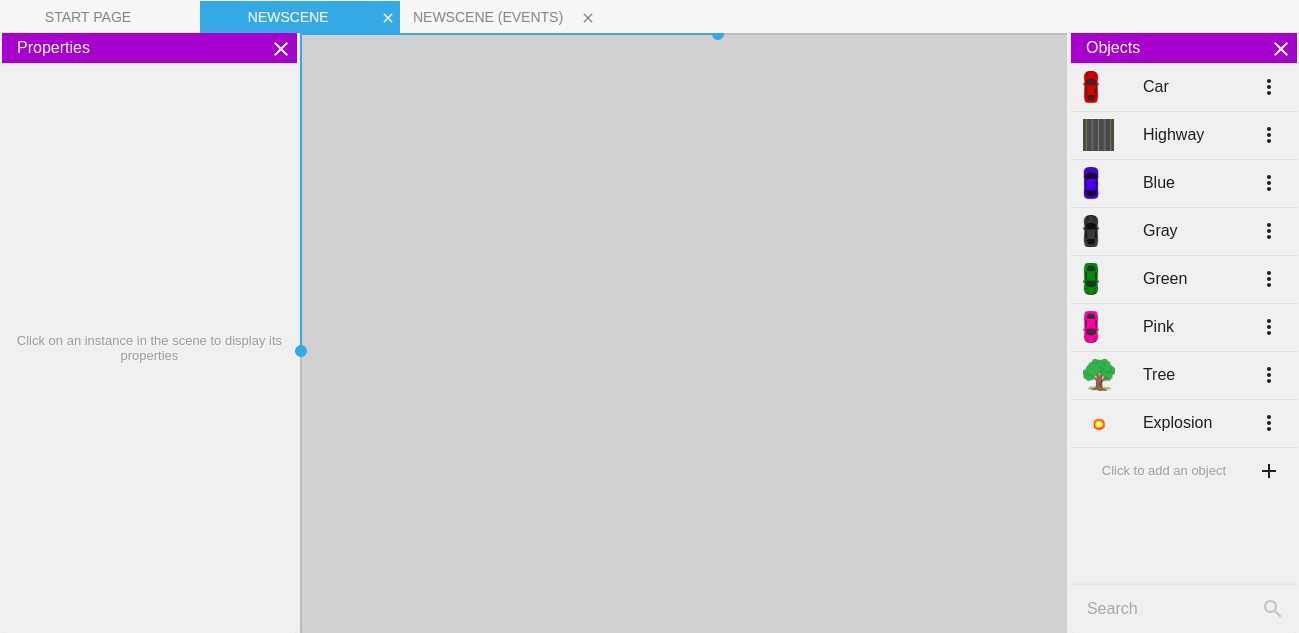 START PAGE
NEWSCENE
NEWSCENE (EVENTS)
Properties
Click on an instance in the scene to display its
properties
Objects
Car
Highway
Blue
Gray
Green
Pink
Tree
Explosion
Click to add an object
Search